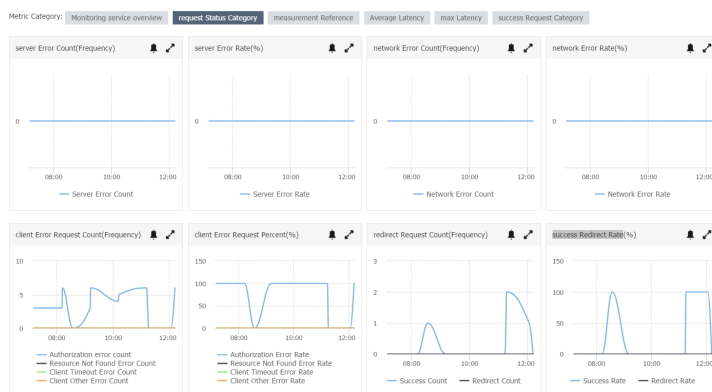 Metric Category: Monitoring service overview request Status Category measurement Reference Average Latency max Latency success Request Category
server Error Count(Frequency) server Error Rate(%) network Error Count(Frequency) network Error Rate(%)
0 0 0 0
08:00 10:00 12:00 08:00 10:00 12:00 08:00 10:00 12:00 08:00 10:00 12:00
Server Error Count Server Error Rate Network Error Count Network Error Rate
client Error Request Count(Frequency) client Error Request Percent(%) redirect Request Count(Frequency) success Redirect Rate(%)
10 150 3 150
100 2 100
5
50 1 50
0 0 0 0
08:00 10:00 12:00 08:00 10:00 12:00 08:00 10:00 12:00 08:00 10:00 12:00
Authorization error count Authorization Error Rate
Resource Not Found Error Count Resource Not Found Error Rate
Client Timeout Error Count Client Timeout Error Rate
Client Other Error Count Client Other Error Rate Success Count Redirect Count Success Rate Redirect Rate